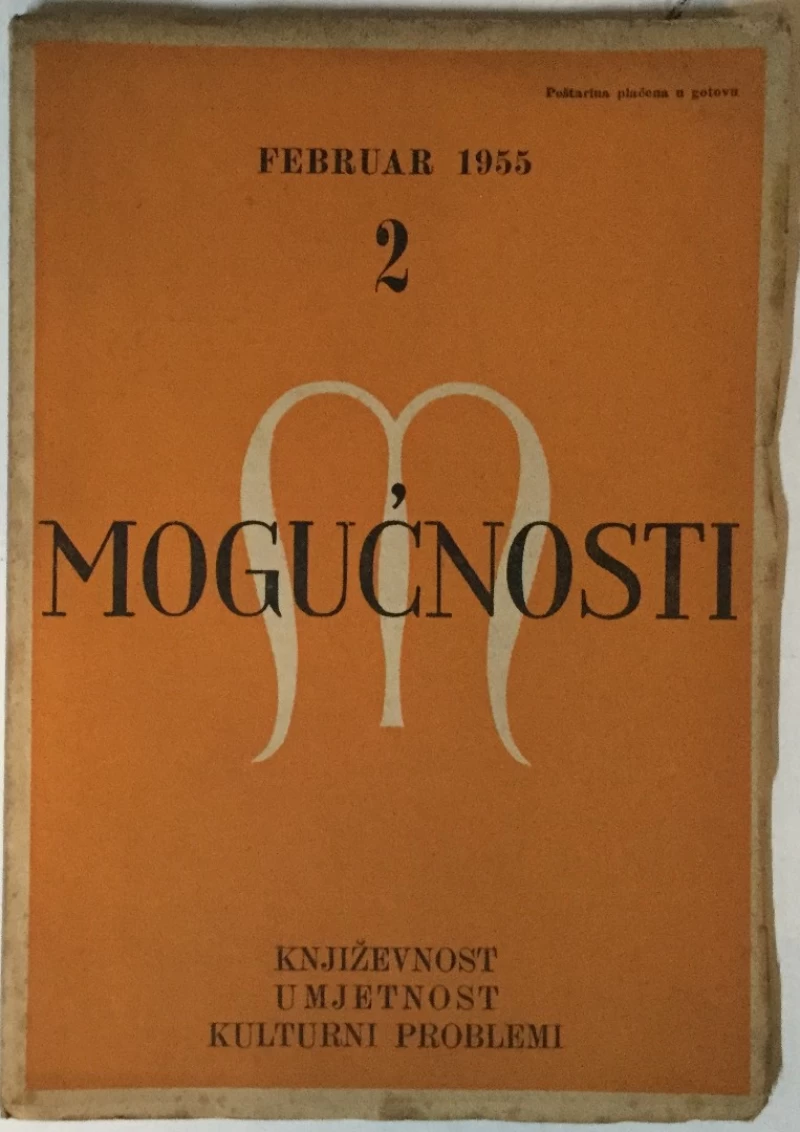 Poštarina plaćena u gotovu
FEBRUAR 1955
2
M
MOGUĆNOSTI
KNJIŽEVNOST
UMJETNOST
KULTURNI PROBLEMI